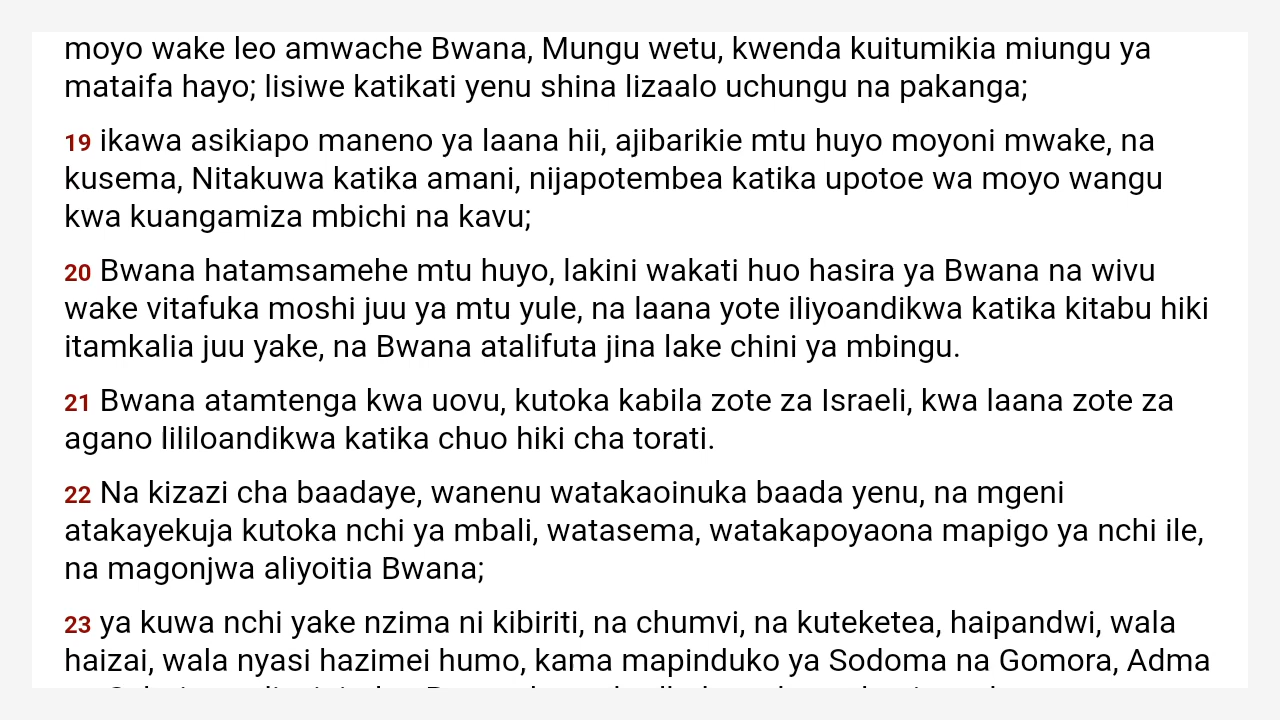 moyo wake leo amwache Bwana, Mungu wetu, kwenda kuitumikia miungu ya
mataifa hayo; lisiwe katikati yenu shina lizaalo uchungu na pakanga;
19 ikawa asikiapo maneno ya laana hii, ajibarikie mtu huyo moyoni mwake, na
kusema, Nitakuwa katika amani, nijapotembea katika upotoe wa moyo wangu
kwa kuangamiza mbichi na kavu;
20 Bwana hatamsamehe mtu huyo, lakini wakati huo hasira ya Bwana na wivu
wake vitafuka moshi juu ya mtu yule, na laana yote iliyoandikwa katika kitabu hiki
itamkalia juu yake, na Bwana atalifuta jina lake chini ya mbingu.
21 Bwana atamtenga kwa uovu, kutoka kabila zote za Israeli, kwa laana zote za
agano lililoandikwa katika chuo hiki cha torati.
22 Na kizazi cha baadaye, wanenu watakaoinuka baada yenu, na mgeni
atakayekuja kutoka nchi ya mbali, watasema, watakapoyaona mapigo ya nchi ile,
na magonjwa aliyoitia Bwana;
23 ya kuwa nchi yake nzima ni kibiriti, na chumvi, na kuteketea, haipandwi, wala
haizai, wala nyasi hazimei humo, kama mapinduko ya Sodoma na Gomora, Adma